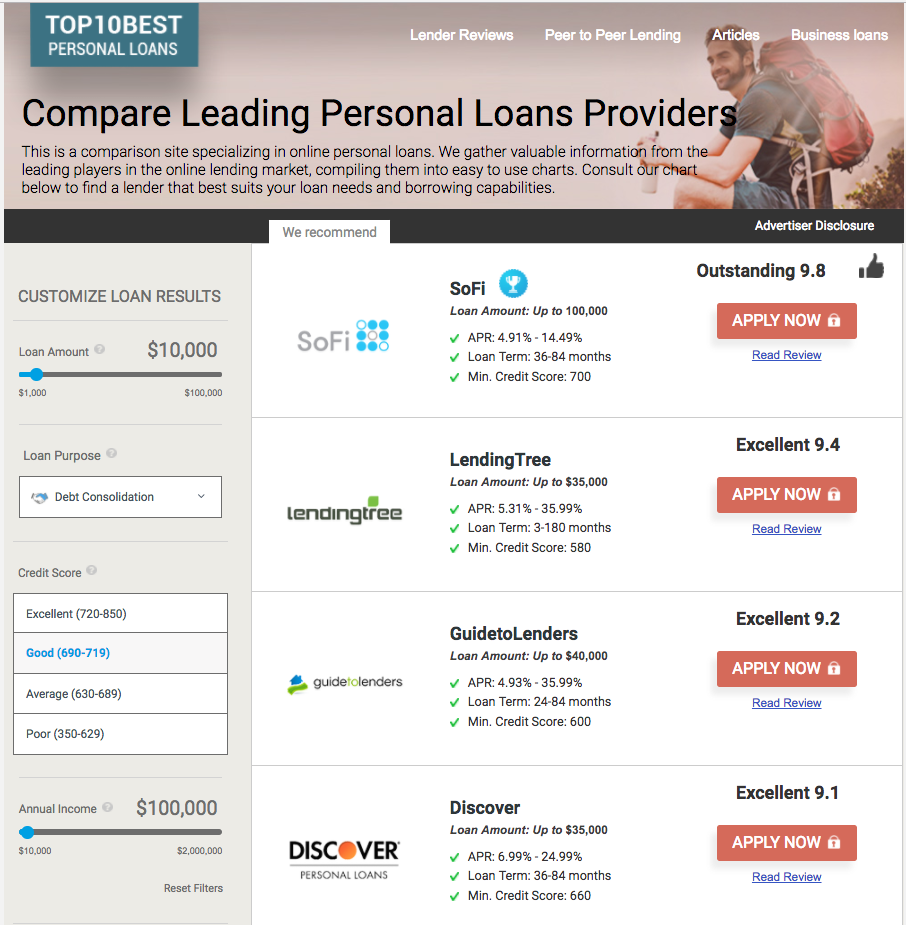 TOP10BEST
PERSONAL LOANS
Lender Reviews
Peer to Peer Lending
Articles
Business loans
Compare Leading Personal Loans Providers
This is a comparison site specializing in online personal loans. We gather valuable information from the
leading players in the online lending market, compiling them into easy to use charts. Consult our chart
below to find a lender that best suits your loan needs and borrowing capabilities.
We recommend
Advertiser Disclosure
CUSTOMIZE LOAN RESULTS
Loan Amount ?
$10,000
$1,000
$100,000
Loan Purpose ?
Debt Consolidation
Credit Score ?
Excellent (720-850)
Good (690-719)
Average (630-689)
Poor (350-629)
Annual Income ?
$100,000
$10,000
$2,000,000
Reset Filters
SoFi
SoFi
Loan Amount: Up to $100,000
APR: 4.91% - 14.49%
Loan Term: 36-84 months
Min. Credit Score: 700
Outstanding 9.8
APPLY NOW
Read Review
lendingtree
LendingTree
Loan Amount: Up to $35,000
APR: 5.31% - 35.99%
Loan Term: 3-180 months
Min. Credit Score: 580
Excellent 9.4
APPLY NOW
Read Review
guidetolenders
GuidetoLenders
Loan Amount: Up to $40,000
APR: 4.93% - 35.99%
Loan Term: 24-84 months
Min. Credit Score: 600
Excellent 9.2
APPLY NOW
Read Review
DISCOVER
PERSONAL LOANS
Discover
Loan Amount: Up to $35,000
APR: 6.99% - 24.99%
Loan Term: 36-84 months
Min. Credit Score: 660
Excellent 9.1
APPLY NOW
Read Review